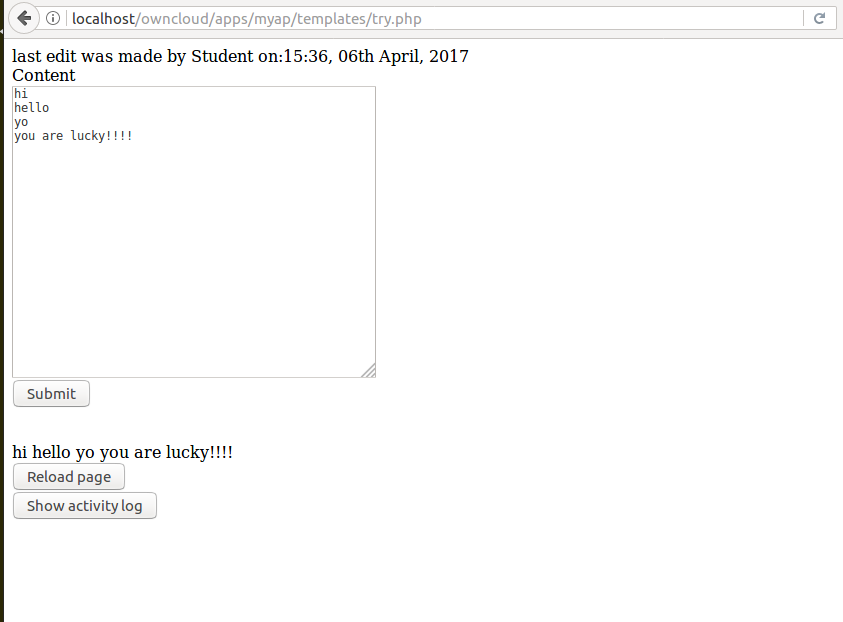 localhost/owncloud/apps/myap/templates/try.php
last edit was made by Student on:15:36, 06th April, 2017
Content
hi
hello
yo
you are lucky!!!!
Submit
hi hello yo you are lucky!!!!
Reload page
Show activity log